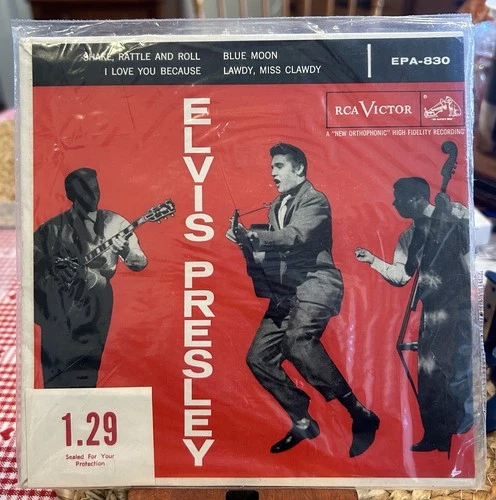 SHAKE, RATTLE AND ROLL BLUE MOON
I LOVE YOU BECAUSE LAWDY, MISS CLAWDY
EPA-830
RCA VICTOR
A "NEW ORTHOPHONIC" HIGH FIDELITY RECORDING
ELVIS PRESLEY
1.29
Sealed For Your
Protection